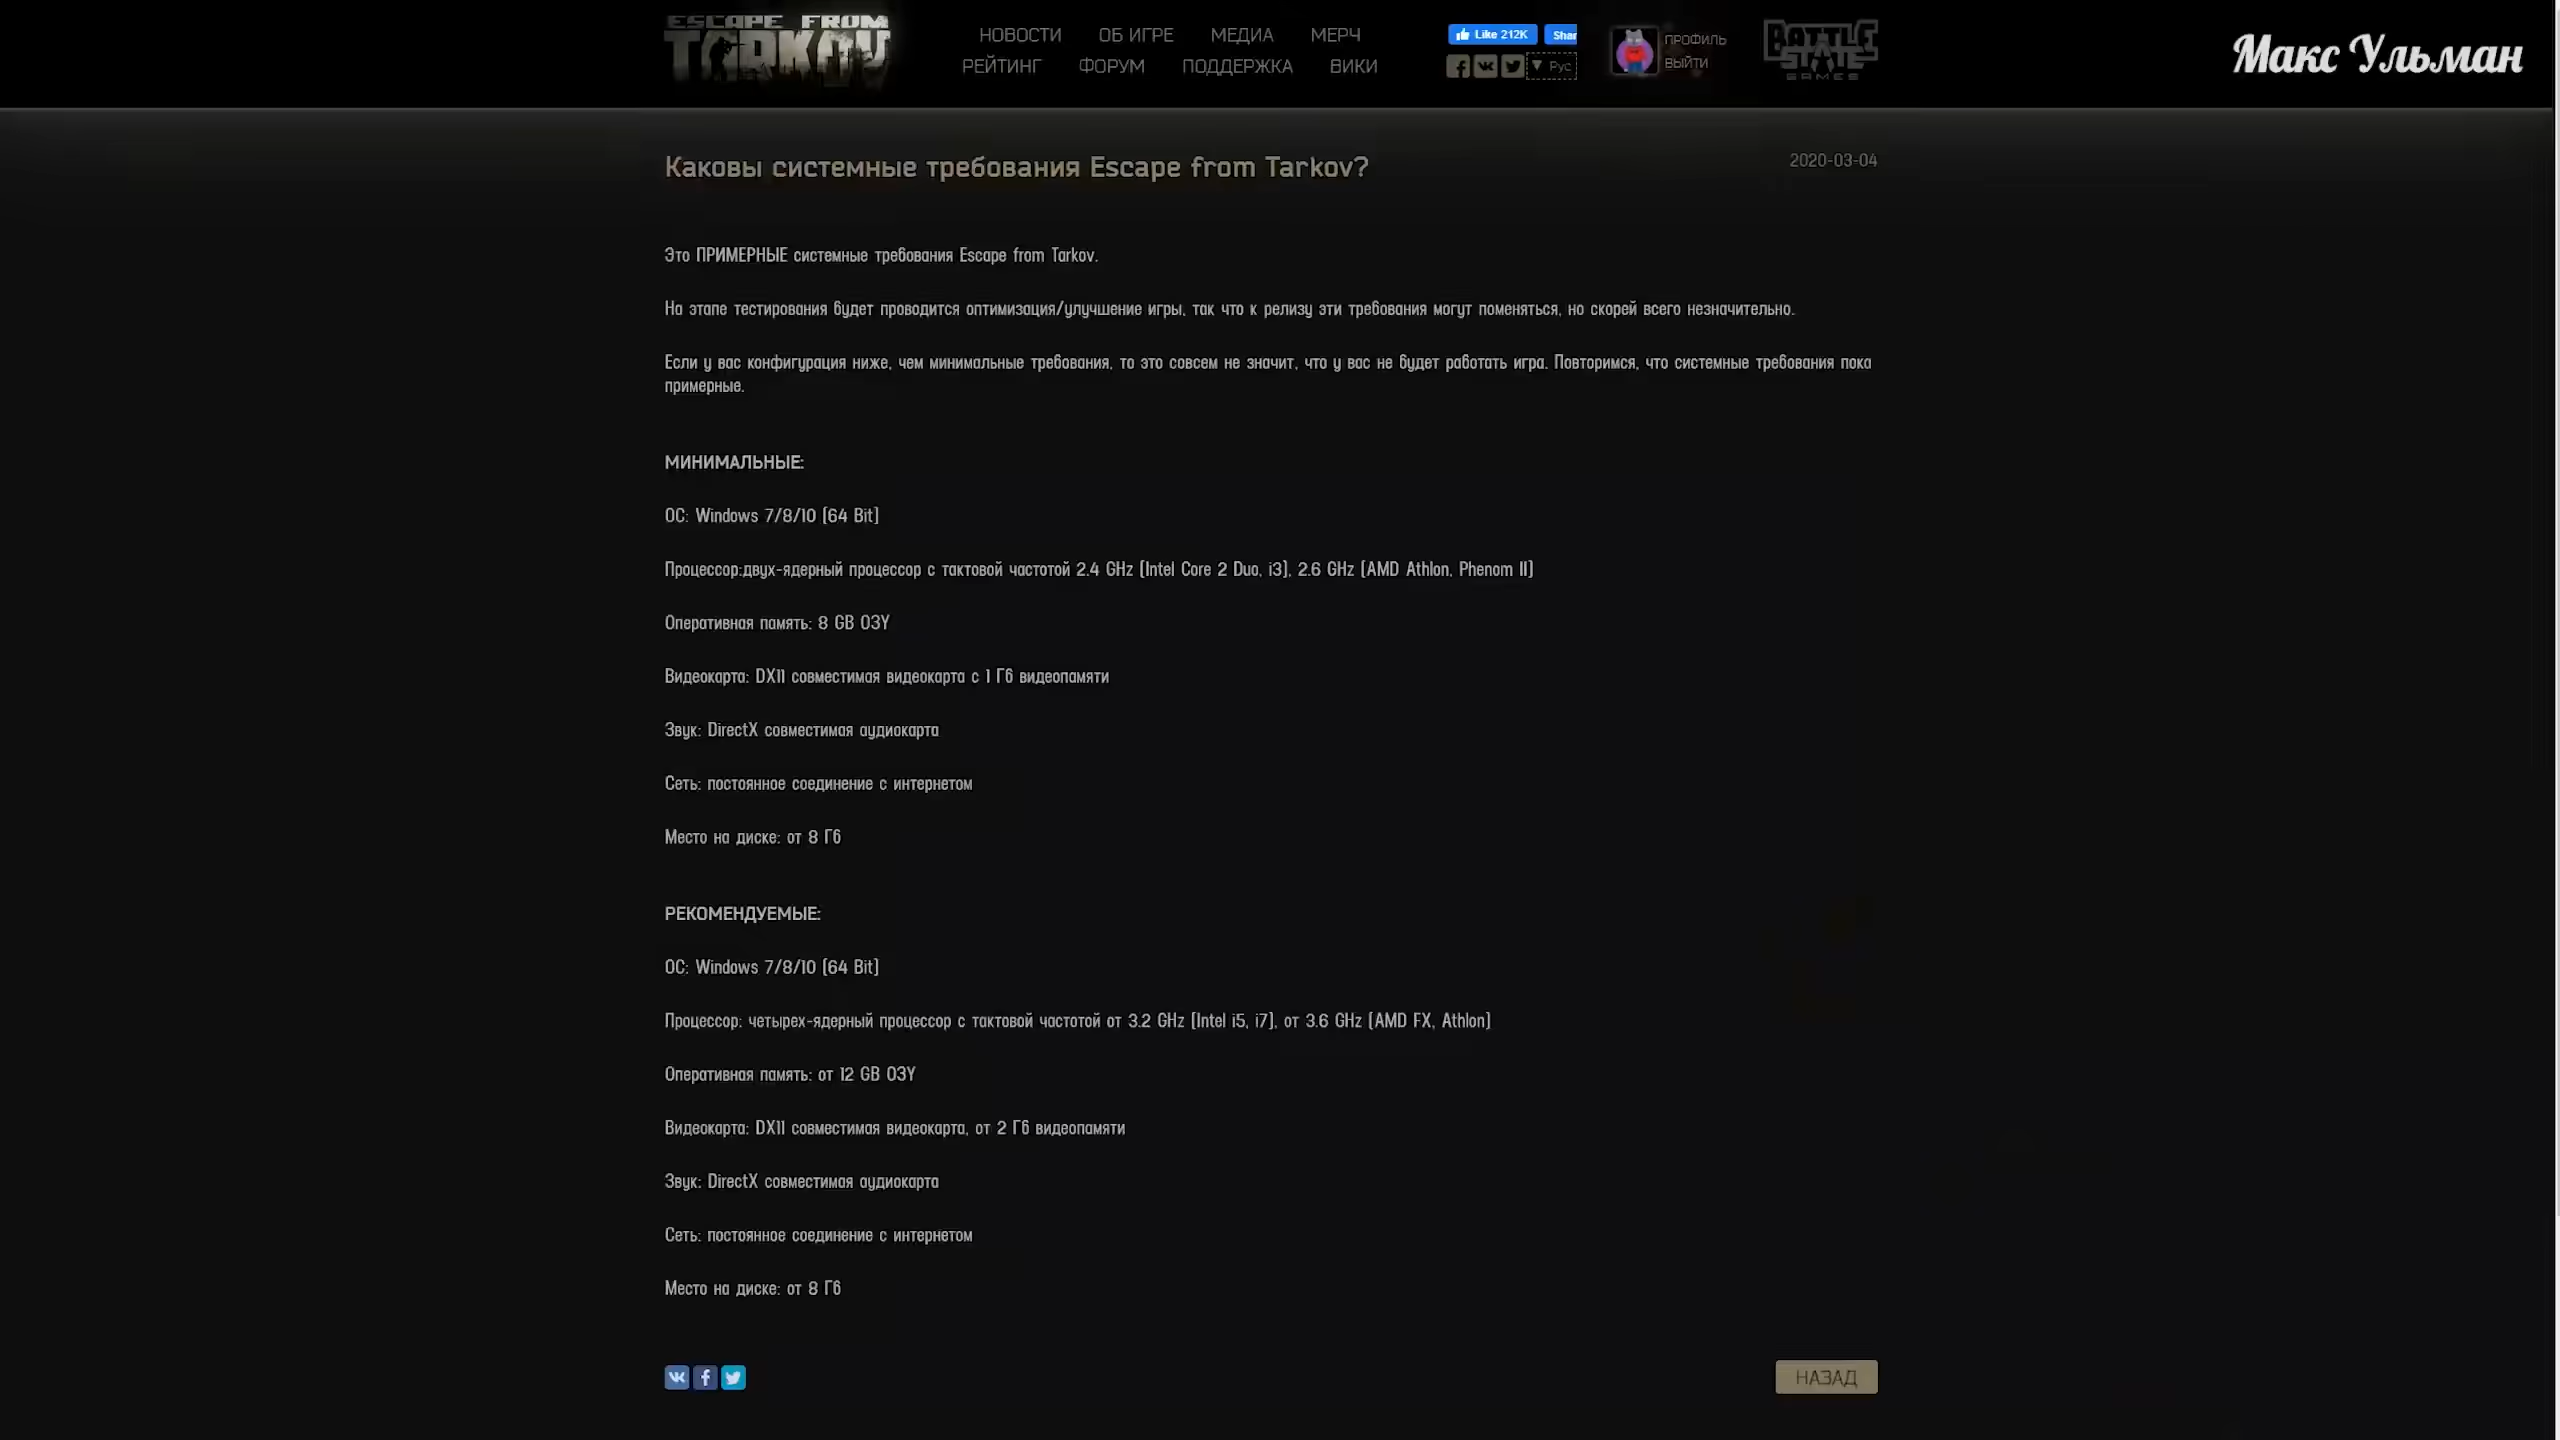 ESCAPE FROM
TARKOV
НОВОСТИ ОБ ИГРЕ МЕДИА МЕРЧ
РЕЙТИНГ ФОРУМ ПОДДЕРЖКА ВИКИ
Like 212K Shar
Рус
ПРОФИЛЬ
ВЫЙТИ
BATTLE
STATE
GAMES
Макс Ульман
Каковы системные требования Escape from Tarkov?
2020-03-04
Это ПРИМЕРНЫЕ системные требования Escape from Tarkov.
На этапе тестирования будет проводится оптимизация/улучшение игры, так что к релизу эти требования могут поменяться, но скорей всего незначительно.
Если у вас конфигурация ниже, чем минимальные требования, то это совсем не значит, что у вас не будет работать игра. Повторимся, что системные требования пока
примерные.
МИНИМАЛЬНЫЕ:
ОС: Windows 7/8/10 (64 Bit)
Процессор:двух-ядерный процессор с тактовой частотой 2.4 GHz (Intel Core 2 Duo, i3), 2.6 GHz (AMD Athlon, Phenom II)
Оперативная память: 8 GB ОЗУ
Видеокарта: DX11 совместимая видеокарта с 1 Гб видеопамяти
Звук: DirectX совместимая аудиокарта
Сеть: постоянное соединение с интернетом
Место на диске: от 8 Гб
РЕКОМЕНДУЕМЫЕ:
ОС: Windows 7/8/10 (64 Bit)
Процессор: четырех-ядерный процессор с тактовой частотой от 3.2 GHz (Intel i5, i7), от 3.6 GHz (AMD FX, Athlon)
Оперативная память: от 12 GB ОЗУ
Видеокарта: DX11 совместимая видеокарта, от 2 Гб видеопамяти
Звук: DirectX совместимая аудиокарта
Сеть: постоянное соединение с интернетом
Место на диске: от 8 Гб
НАЗАД